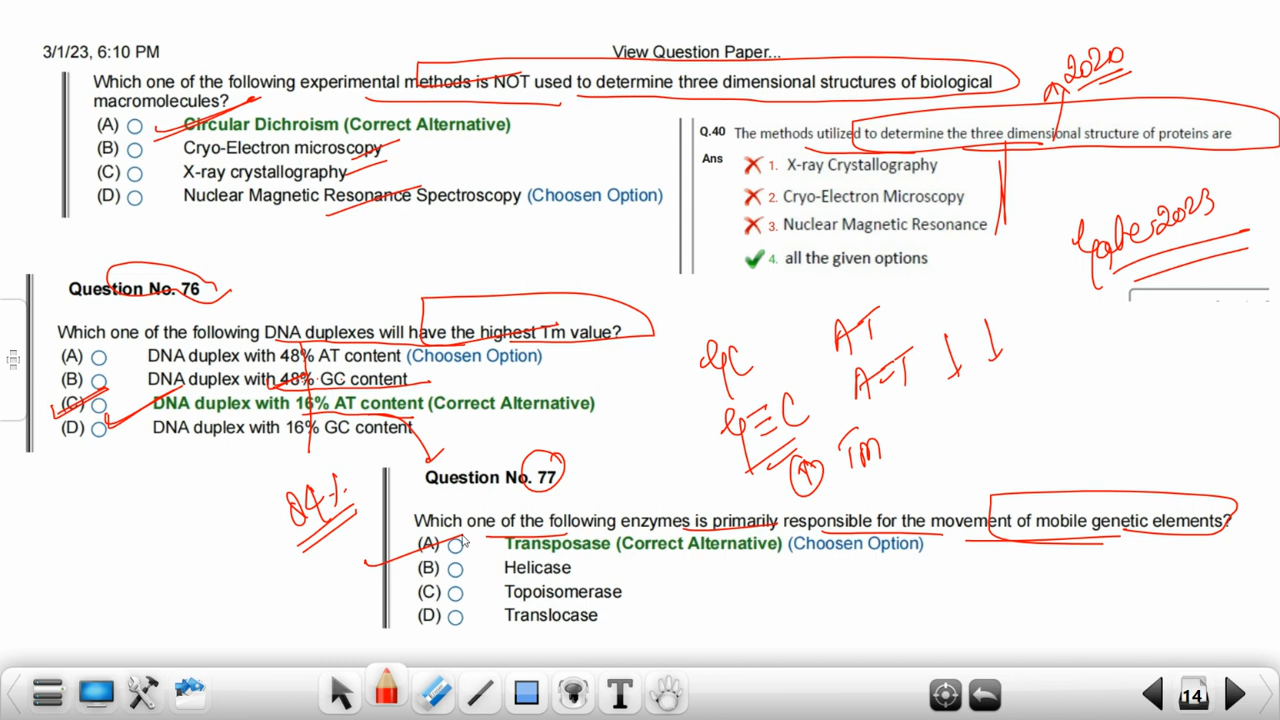 3/1/23, 6:10 PM
View Question Paper...
Which one of the following experimental methods is NOT used to determine three dimensional structures of biological
macromolecules?
(A) Circular Dichroism (Correct Alternative)
(B) Cryo-Electron microscopy
(C) X-ray crystallography
(D) Nuclear Magnetic Resonance Spectroscopy (Choosen Option)
2020
Q.40 The methods utilized to determine the three dimensional structure of proteins are
Ans
1. X-ray Crystallography
2. Cryo-Electron Microscopy
3. Nuclear Magnetic Resonance
4. all the given options
2023
Question No. 76
Which one of the following DNA duplexes will have the highest Tm value?
(A) DNA duplex with 48% AT content (Choosen Option)
(B) DNA duplex with 48% GC content
(C) DNA duplex with 16% AT content (Correct Alternative)
(D) DNA duplex with 16% GC content
GC
AT
A=T
G≡C
Tm
84%
Question No. 77
Which one of the following enzymes is primarily responsible for the movement of mobile genetic elements?
(A) Transposase (Correct Alternative) (Choosen Option)
(B) Helicase
(C) Topoisomerase
(D) Translocase
T
14